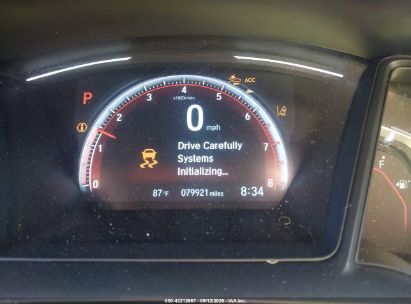 ACC
x1000r/min
P
0 mph
Drive Carefully
Systems
Initializing...
0
1
2
3
4
5
6
7
8
87°F
079921 miles
8:34
F